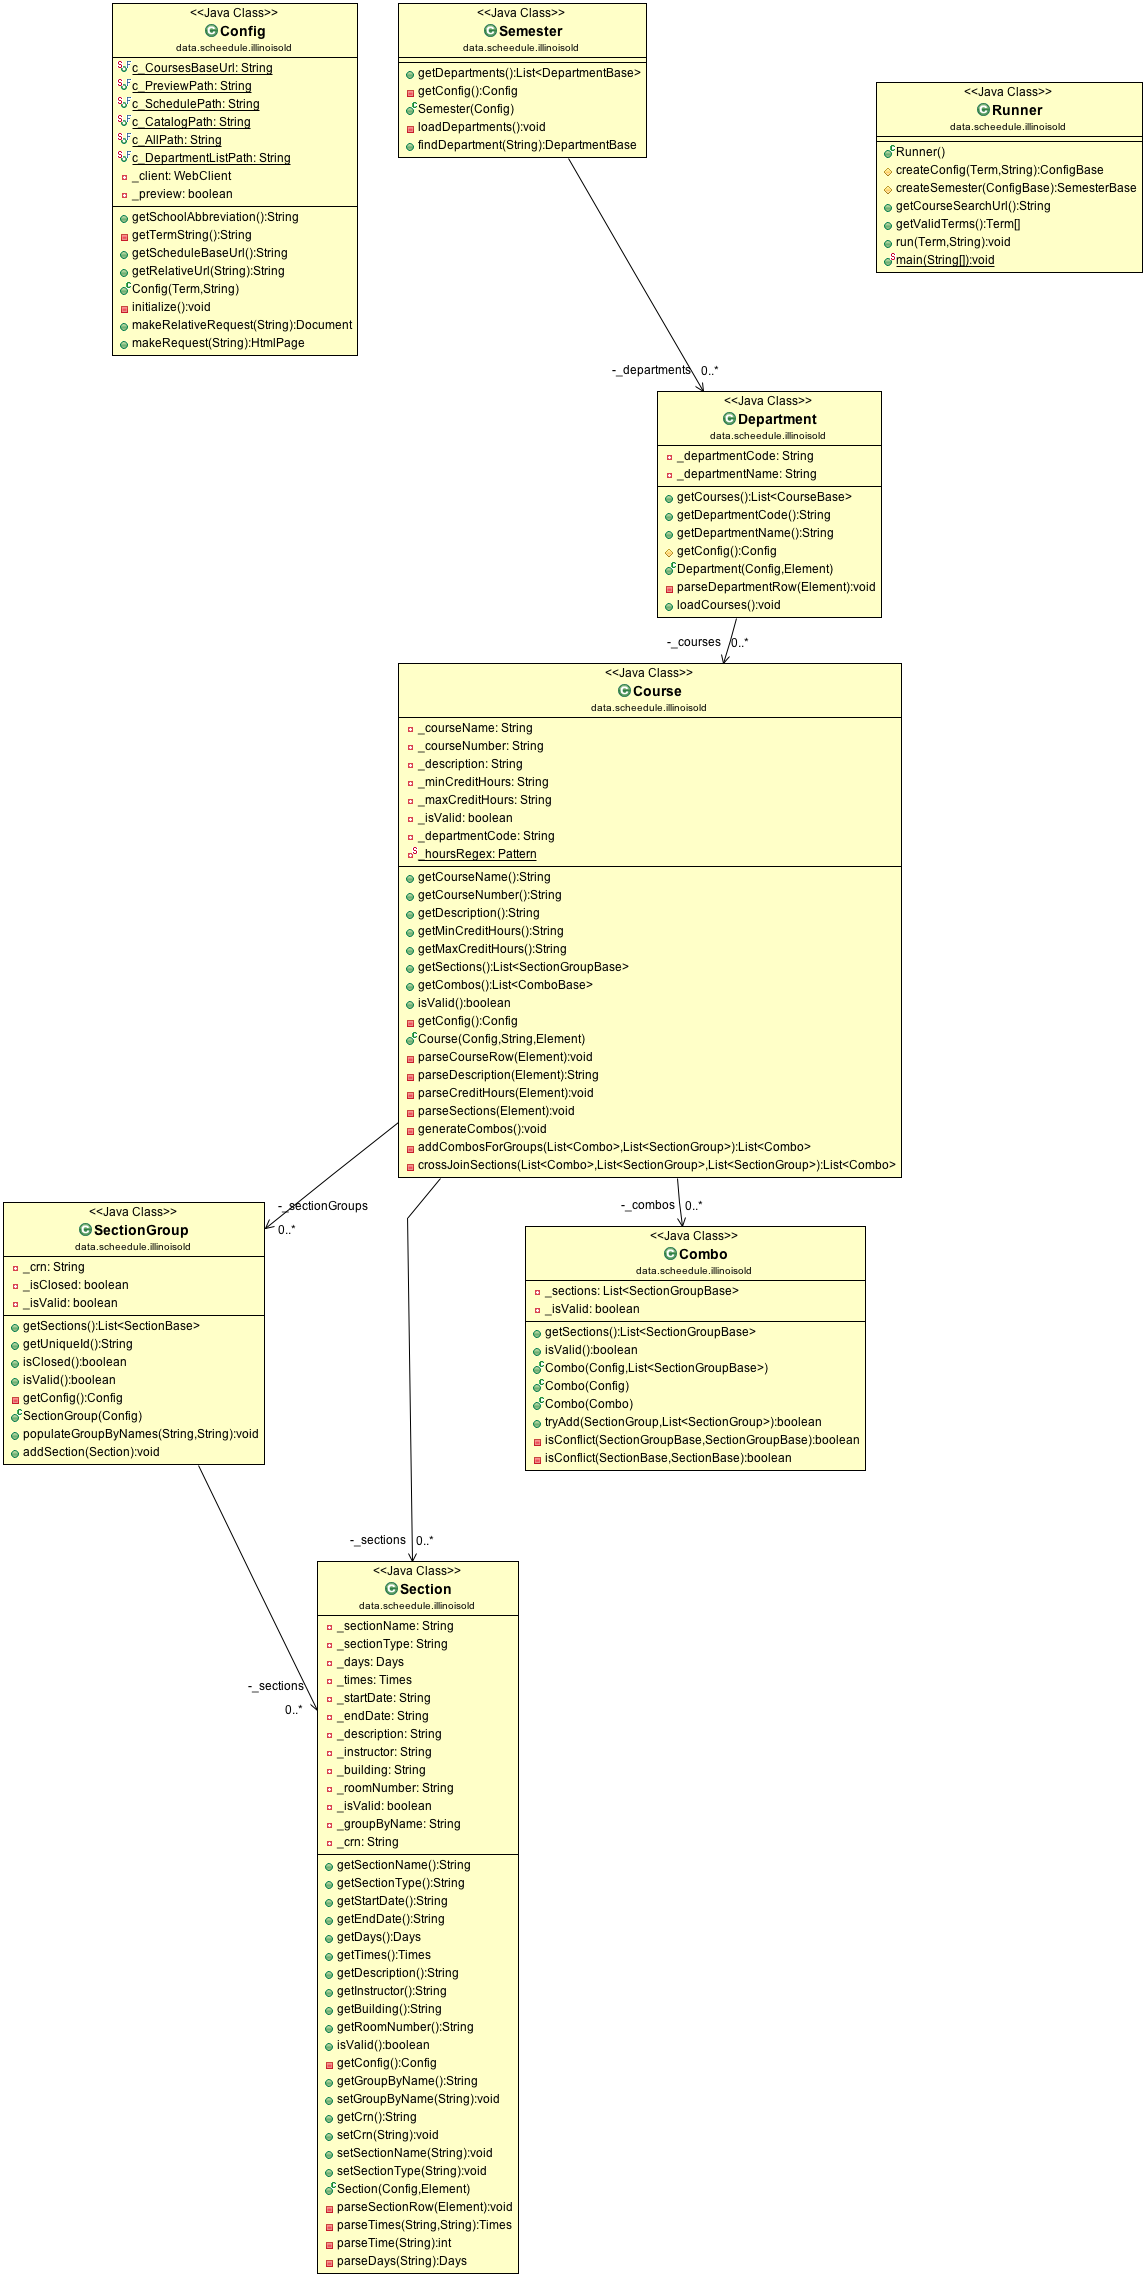 <<Java Class>>
Config
data.scheedule.illinoisold
c_CoursesBaseUrl: String
c_PreviewPath: String
c_SchedulePath: String
c_CatalogPath: String
c_AllPath: String
c_DepartmentListPath: String
_client: WebClient
_preview: boolean
getSchoolAbbreviation():String
getTermString():String
getScheduleBaseUrl():String
getRelativeUrl(String):String
Config(Term,String)
initialize():void
makeRelativeRequest(String):Document
makeRequest(String):HtmlPage
<<Java Class>>
Semester
data.scheedule.illinoisold
getDepartments():List<DepartmentBase>
getConfig():Config
Semester(Config)
loadDepartments():void
findDepartment(String):DepartmentBase
<<Java Class>>
Runner
data.scheedule.illinoisold
Runner()
createConfig(Term,String):ConfigBase
createSemester(ConfigBase):SemesterBase
getCourseSearchUrl():String
getValidTerms():Term[]
run(Term,String):void
main(String[]):void
-_departments 0..*
<<Java Class>>
Department
data.scheedule.illinoisold
_departmentCode: String
_departmentName: String
getCourses():List<CourseBase>
getDepartmentCode():String
getDepartmentName():String
getConfig():Config
Department(Config,Element)
parseDepartmentRow(Element):void
loadCourses():void
-_courses 0..*
<<Java Class>>
Course
data.scheedule.illinoisold
_courseName: String
_courseNumber: String
_description: String
_minCreditHours: String
_maxCreditHours: String
_isValid: boolean
_departmentCode: String
_hoursRegex: Pattern
getCourseName():String
getCourseNumber():String
getDescription():String
getMinCreditHours():String
getMaxCreditHours():String
getSections():List<SectionGroupBase>
getCombos():List<ComboBase>
isValid():boolean
getConfig():Config
Course(Config,String,Element)
parseCourseRow(Element):void
parseDescription(Element):String
parseCreditHours(Element):void
parseSections(Element):void
generateCombos():void
addCombosForGroups(List<Combo>,List<SectionGroup>):List<Combo>
crossJoinSections(List<Combo>,List<SectionGroup>,List<SectionGroup>):List<Combo>
-_sectionGroups
0..*
-_combos 0..*
<<Java Class>>
SectionGroup
data.scheedule.illinoisold
_crn: String
_isClosed: boolean
_isValid: boolean
getSections():List<SectionBase>
getUniqueId():String
isClosed():boolean
isValid():boolean
getConfig():Config
SectionGroup(Config)
populateGroupByNames(String,String):void
addSection(Section):void
<<Java Class>>
Combo
data.scheedule.illinoisold
_sections: List<SectionGroupBase>
_isValid: boolean
getSections():List<SectionGroupBase>
isValid():boolean
Combo(Config,List<SectionGroupBase>)
Combo(Config)
Combo(Combo)
tryAdd(SectionGroup,List<SectionGroup>):boolean
isConflict(SectionGroupBase,SectionGroupBase):boolean
isConflict(SectionBase,SectionBase):boolean
-_sections 0..*
-_sections
0..*
<<Java Class>>
Section
data.scheedule.illinoisold
_sectionName: String
_sectionType: String
_days: Days
_times: Times
_startDate: String
_endDate: String
_description: String
_instructor: String
_building: String
_roomNumber: String
_isValid: boolean
_groupByName: String
_crn: String
getSectionName():String
getSectionType():String
getStartDate():String
getEndDate():String
getDays():Days
getTimes():Times
getDescription():String
getInstructor():String
getBuilding():String
getRoomNumber():String
isValid():boolean
getConfig():Config
getGroupByName():String
setGroupByName(String):void
getCrn():String
setCrn(String):void
setSectionName(String):void
setSectionType(String):void
Section(Config,Element)
parseSectionRow(Element):void
parseTimes(String,String):Times
parseTime(String):int
parseDays(String):Days